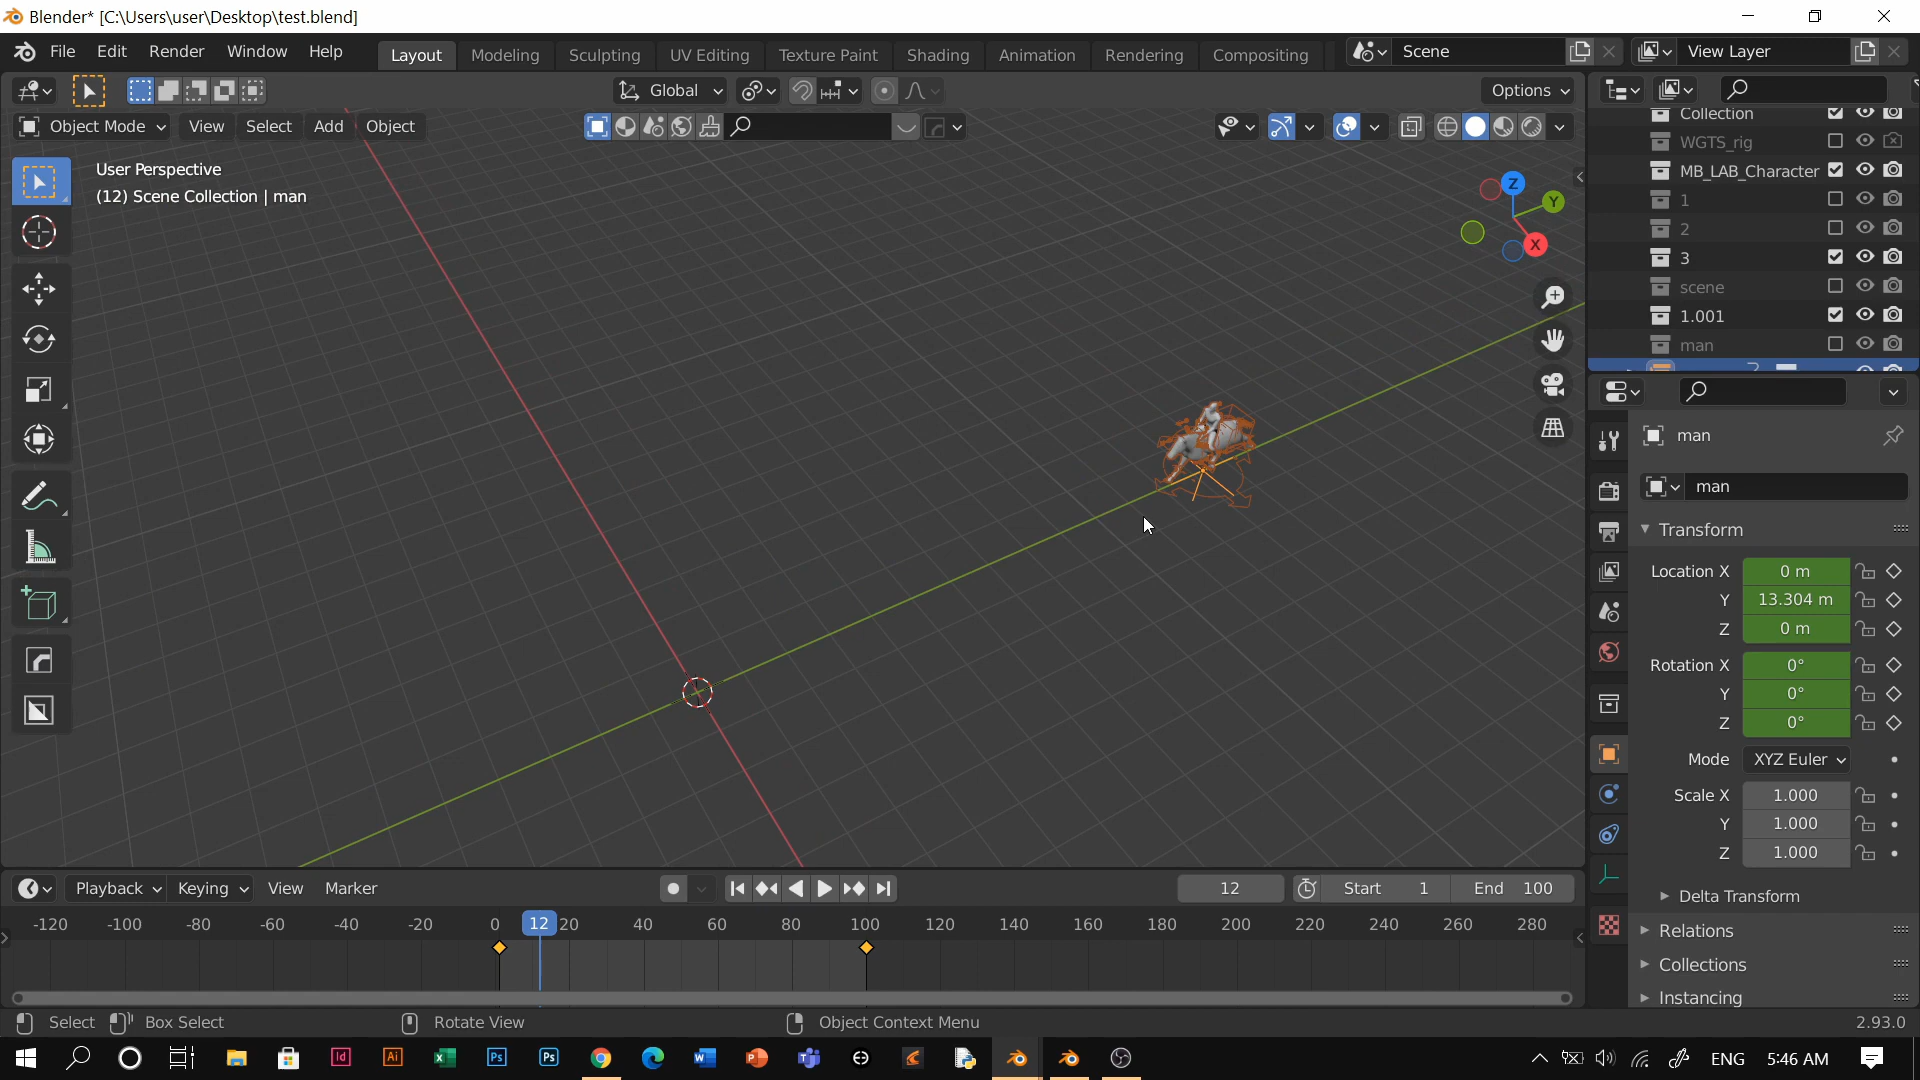 Blender* [C:\Users\user\Desktop\test.blend]
File Edit Render Window Help Layout Modeling Sculpting UV Editing Texture Paint Shading Animation Rendering Compositing Scene View Layer
Global Options
Object Mode View Select Add Object
User Perspective
(12) Scene Collection | man
Z
Y
X
Collection
WGTS_rig
MB_LAB_Character
1
2
3
scene
1.001
man
man
man
Transform
Location X 0 m
Y 13.304 m
Z 0 m
Rotation X 0°
Y 0°
Z 0°
Mode XYZ Euler
Scale X 1.000
Y 1.000
Z 1.000
Delta Transform
Relations
Collections
Instancing
Playback Keying View Marker 12 Start 1 End 100
-120 -100 -80 -60 -40 -20 0 12 20 40 60 80 100 120 140 160 180 200 220 240 260 280
Select Box Select Rotate View Object Context Menu 2.93.0
Id Ai Ps Ps ENG 5:46 AM